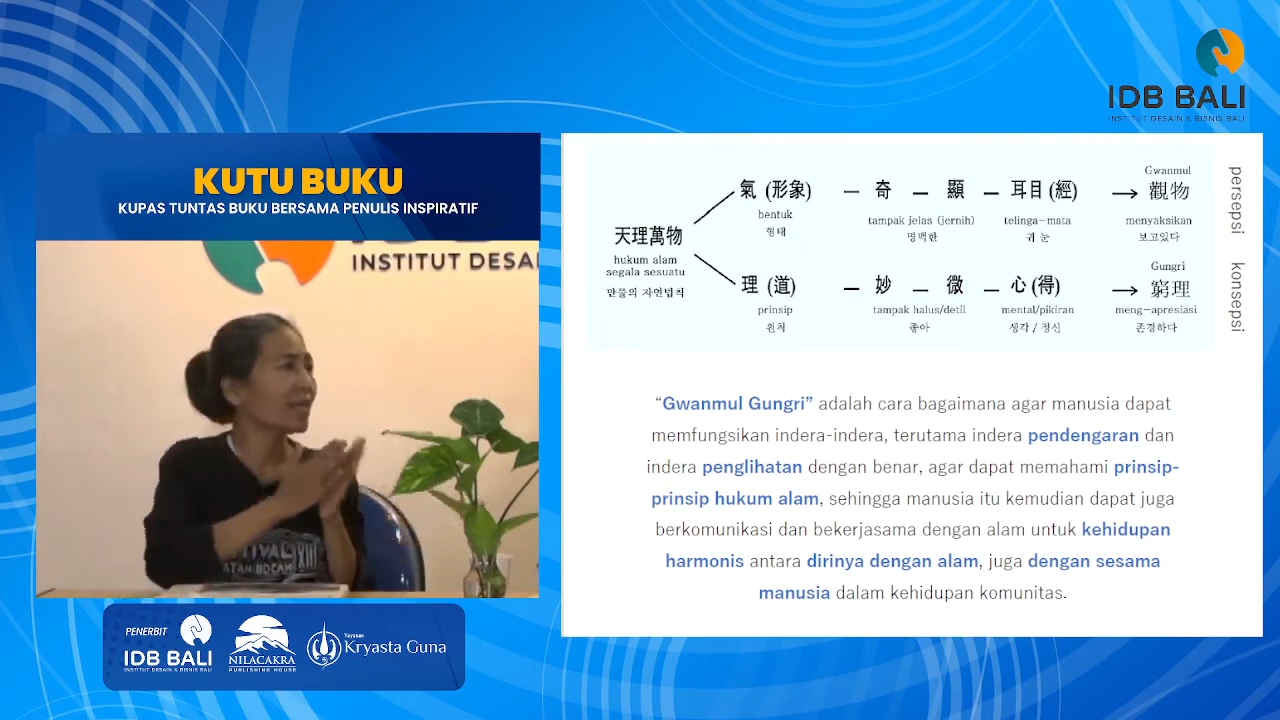 IDB BALI
INSTITUT DESAIN & BISNIS BALI
KUTU BUKU
KUPAS TUNTAS BUKU BERSAMA PENULIS INSPIRATIF
INSTITUT DESAI
TIVAL XIII
ATAN BOCAH
PENERBIT
IDB BALI
INSTITUT DESAIN & BISNIS BALI
NILACAKRA
PUBLISHING HOUSE
Yayasan
Kryasta Guna
天理萬物
hukum alam
segala sesuatu
만물의 자연법칙
氣 (形象) — 奇 — 顯 — 耳目 (經) → 觀物
Gwanmul
bentuk tampak jelas (jernih) telinga-mata menyaksikan
형태 명백한 귀 눈 보고있다
persepsi
Gungri
理 (道) — 妙 — 微 — 心 (得) → 窮理
prinsip tampak halus/detil mental/pikiran meng-apresiasi
원칙 좋아 생각 / 정신 존경하다
konsepsi
“Gwanmul Gungri” adalah cara bagaimana agar manusia dapat
memfungsikan indera-indera, terutama indera pendengaran dan
indera penglihatan dengan benar, agar dapat memahami prinsip-
prinsip hukum alam, sehingga manusia itu kemudian dapat juga
berkomunikasi dan bekerjasama dengan alam untuk kehidupan
harmonis antara dirinya dengan alam, juga dengan sesama
manusia dalam kehidupan komunitas.